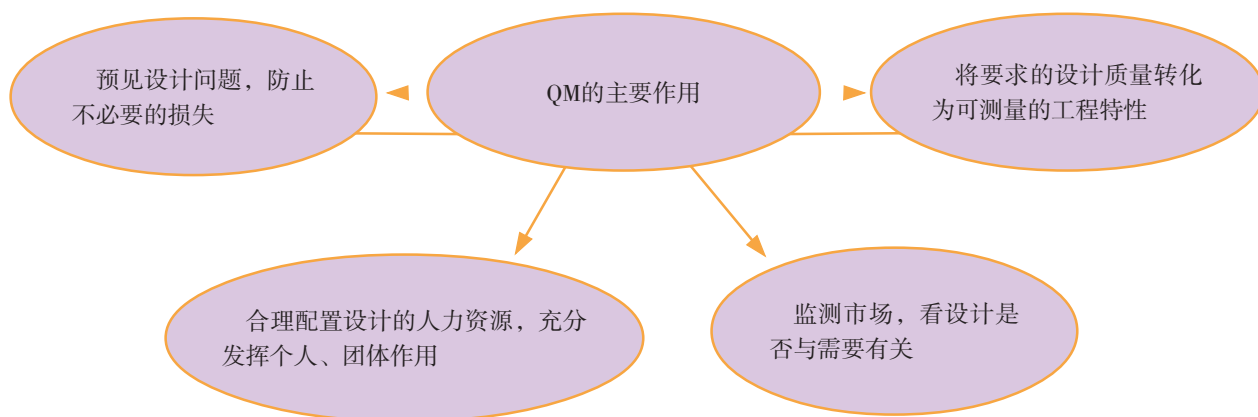 预见设计问题，防止
不必要的损失
QM的主要作用
将要求的设计质量转化
为可测量的工程特性
合理配置设计的人力资源，充分
发挥个人、团体作用
监测市场，看设计是
否与需要有关